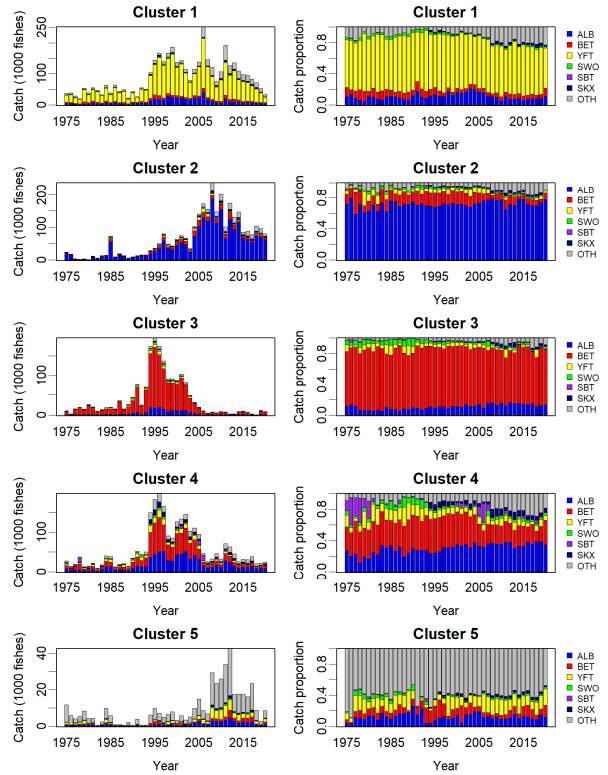 Cluster 1
Catch (1000 fishes)
0
50
150
250
1975
1985
1995
2005
2015
Year
Cluster 1
Catch proportion
0.0
0.4
0.8
1975
1985
1995
2005
2015
Year
ALB
BET
YFT
SWO
SBT
SKX
OTH
Cluster 2
Catch (1000 fishes)
0
50
100
200
1975
1985
1995
2005
2015
Year
Cluster 2
Catch proportion
0.0
0.4
0.8
1975
1985
1995
2005
2015
Year
ALB
BET
YFT
SWO
SBT
SKX
OTH
Cluster 3
Catch (1000 fishes)
0
50
100
1975
1985
1995
2005
2015
Year
Cluster 3
Catch proportion
0.0
0.4
0.8
1975
1985
1995
2005
2015
Year
ALB
BET
YFT
SWO
SBT
SKX
OTH
Cluster 4
Catch (1000 fishes)
0
50
100
1975
1985
1995
2005
2015
Year
Cluster 4
Catch proportion
0.0
0.4
0.8
1975
1985
1995
2005
2015
Year
ALB
BET
YFT
SWO
SBT
SKX
OTH
Cluster 5
Catch (1000 fishes)
0
20
40
1975
1985
1995
2005
2015
Year
Cluster 5
Catch proportion
0.0
0.4
0.8
1975
1985
1995
2005
2015
Year
ALB
BET
YFT
SWO
SBT
SKX
OTH